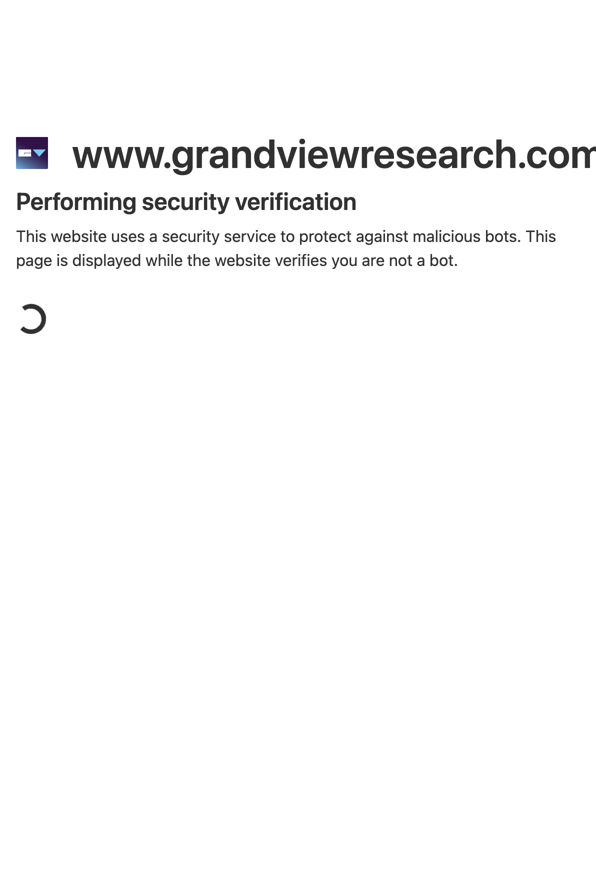 www.grandviewresearch.com
Performing security verification
This website uses a security service to protect against malicious bots. This
page is displayed while the website verifies you are not a bot.